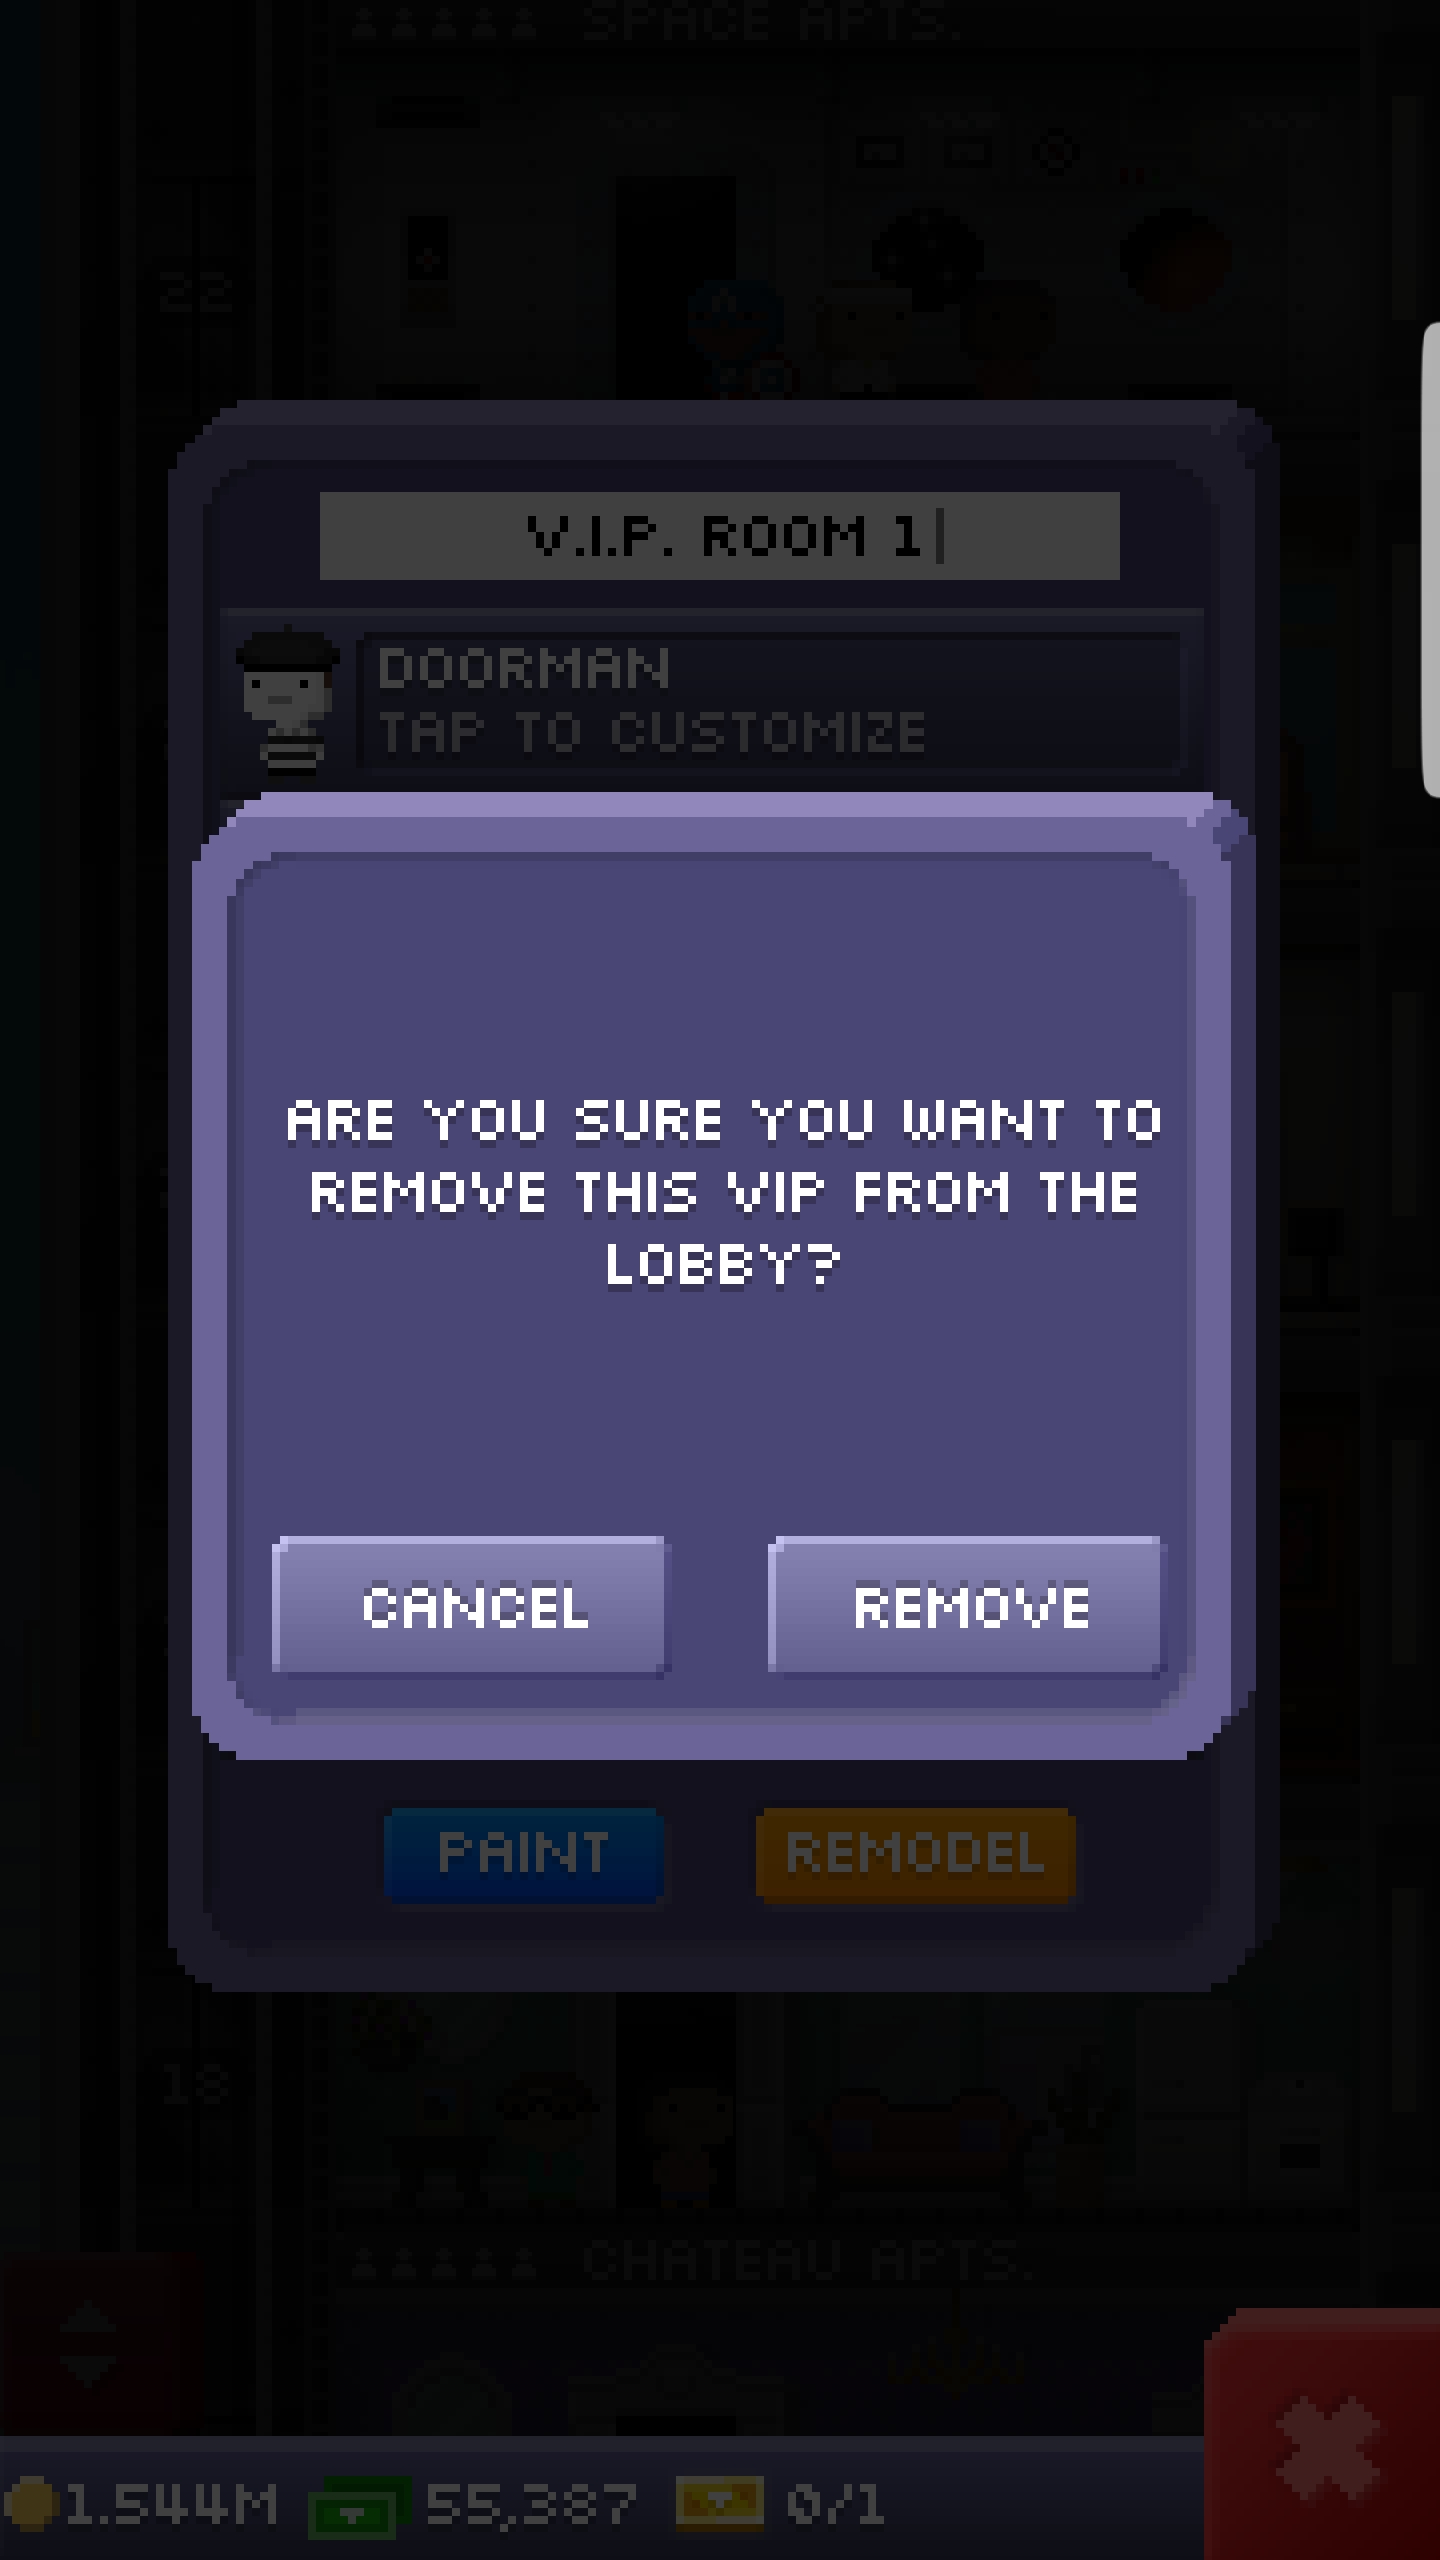 SPACE APTS.
22
V.I.P. ROOM 1
DOORMAN
TAP TO CUSTOMIZE
ARE YOU SURE YOU WANT TO
REMOVE THIS VIP FROM THE
LOBBY?
CANCEL
REMOVE
PAINT
REMODEL
18
CHATEAU APTS.
1.544M
55,387
0/1